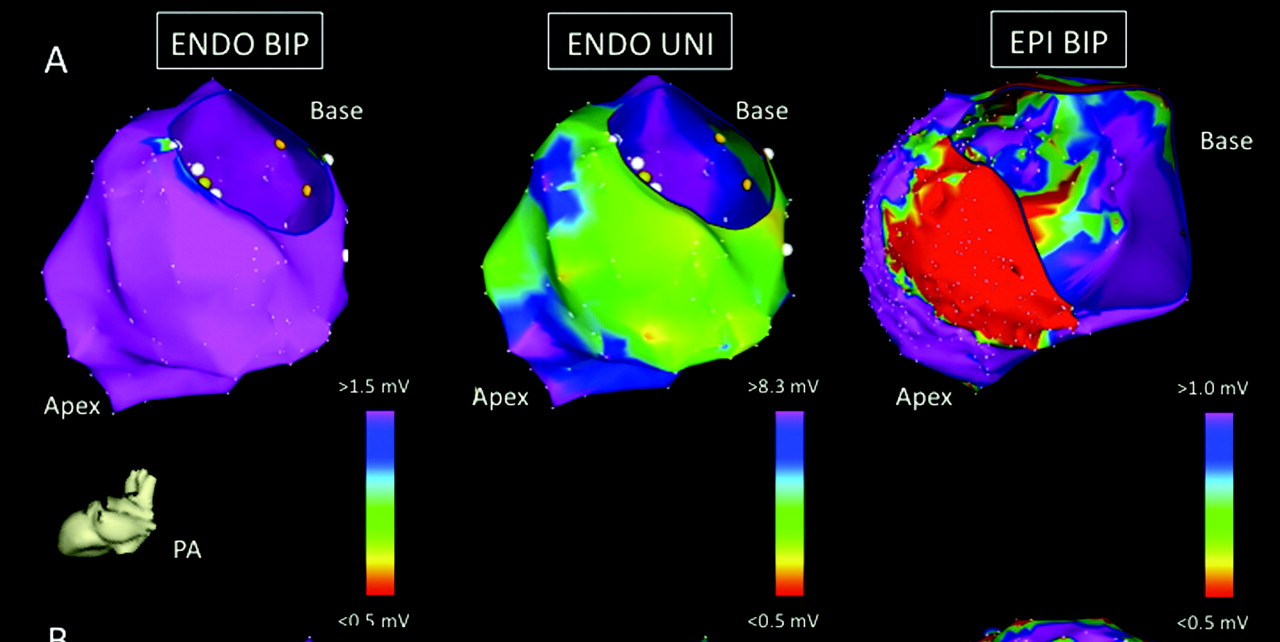 A
ENDO BIP
ENDO UNI
EPI BIP
Base
Base
Base
Apex
Apex
Apex
>1.5 mV
>8.3 mV
>1.0 mV
PA
<0.5 mV
<0.5 mV
<0.5 mV
B